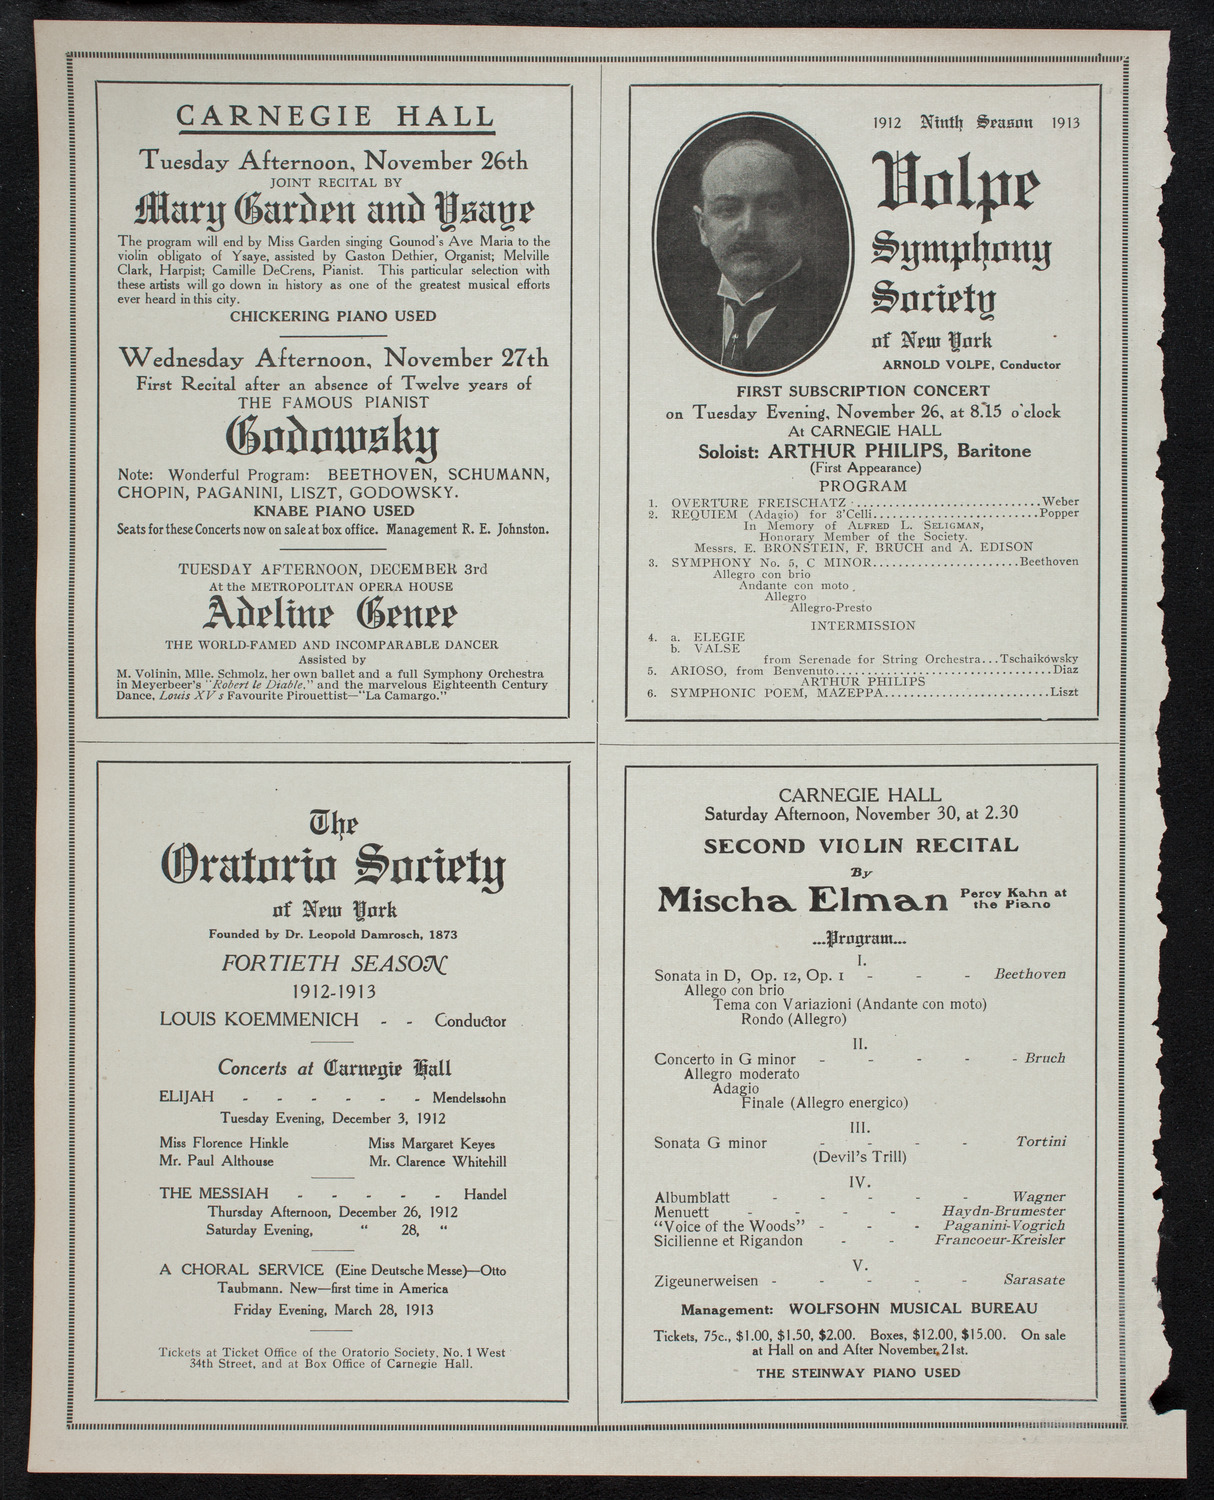 CARNEGIE HALL
Tuesday Afternoon, November 26th
JOINT RECITAL BY
Mary Garden and Ysaye
The program will end by Miss Garden singing Gounod's Ave Maria to the
violin obligato of Ysaye, assisted by Gaston Dethier, Organist; Melville
Clark, Harpist; Camille DeCrens, Pianist. This particular selection with
these artists will go down in history as one of the greatest musical efforts
ever heard in this city.
CHICKERING PIANO USED
Wednesday Afternoon, November 27th
First Recital after an absence of Twelve years of
THE FAMOUS PIANIST
Godowsky
Note: Wonderful Program: BEETHOVEN, SCHUMANN,
CHOPIN, PAGANINI, LISZT, GODOWSKY.
KNABE PIANO USED
Seats for these Concerts now on sale at box office. Management R. E. Johnston.
TUESDAY AFTERNOON, DECEMBER 3rd
At the METROPOLITAN OPERA HOUSE
Adeline Genee
THE WORLD-FAMED AND INCOMPARABLE DANCER
Assisted by
M. Volinin, Mlle. Schmolz, her own ballet and a full Symphony Orchestra
in Meyerbeer's "Robert le Diable," and the marvelous Eighteenth Century
Dance, Louis XV's Favourite Pirouettist—"La Camargo."
1912 Ninth Season 1913
Volpe
Symphony
Society
of New York
ARNOLD VOLPE, Conductor
FIRST SUBSCRIPTION CONCERT
on Tuesday Evening, November 26, at 8.15 o'clock
At CARNEGIE HALL
Soloist: ARTHUR PHILIPS, Baritone
(First Appearance)
PROGRAM
1. OVERTURE FREISCHATZ..........................Weber
2. REQUIEM (Adagio) for 3'Celli..........................Popper
In Memory of ALFRED L. SELIGMAN,
Honorary Member of the Society.
Messrs. E. BRONSTEIN, F. BRUCH and A. EDISON
3. SYMPHONY No. 5, C MINOR.......................Beethoven
Allegro con brio
Andante con moto
Allegro
Allegro-Presto
INTERMISSION
4. a. ELEGIE
b. VALSE
from Serenade for String Orchestra...Tschaikówsky
5. ARIOSO, from Benvenuto..................................Diaz
ARTHUR PHILIPS
6. SYMPHONIC POEM, MAZEPPA..........................Liszt
The
Oratorio Society
of New York
Founded by Dr. Leopold Damrosch, 1873
FORTIETH SEASON
1912-1913
LOUIS KOEMMENICH - - Conductor
Concerts at Carnegie Hall
ELIJAH - - - - - - Mendelssohn
Tuesday Evening, December 3, 1912
Miss Florence Hinkle Miss Margaret Keyes
Mr. Paul Althouse Mr. Clarence Whitehill
THE MESSIAH - - - - - Handel
Thursday Afternoon, December 26, 1912
Saturday Evening, " 28, "
A CHORAL SERVICE (Eine Deutsche Messe)—Otto
Taubmann. New—first time in America
Friday Evening, March 28, 1913
Tickets at Ticket Office of the Oratorio Society, No. 1 West
34th Street, and at Box Office of Carnegie Hall.
CARNEGIE HALL
Saturday Afternoon, November 30, at 2.30
SECOND VIOLIN RECITAL
By
Mischa Elman Percy Kahn at
the Piano
...Program...
I.
Sonata in D, Op. 12, Op. 1 - - - Beethoven
Allego con brio
Tema con Variazioni (Andante con moto)
Rondo (Allegro)
II.
Concerto in G minor - - - - - Bruch
Allegro moderato
Adagio
Finale (Allegro energico)
III.
Sonata G minor - - - - Tortini
(Devil's Trill)
IV.
Albumblatt - - - - - Wagner
Menuett - - - - Haydn-Brumester
"Voice of the Woods" - - - Paganini-Vogrich
Sicilienne et Rigandon - - Francoeur-Kreisler
V.
Zigeunerweisen - - - - - Sarasate
Management: WOLFSOHN MUSICAL BUREAU
Tickets, 75c., $1.00, $1.50, $2.00. Boxes, $12.00, $15.00. On sale
at Hall on and After November 21st.
THE STEINWAY PIANO USED